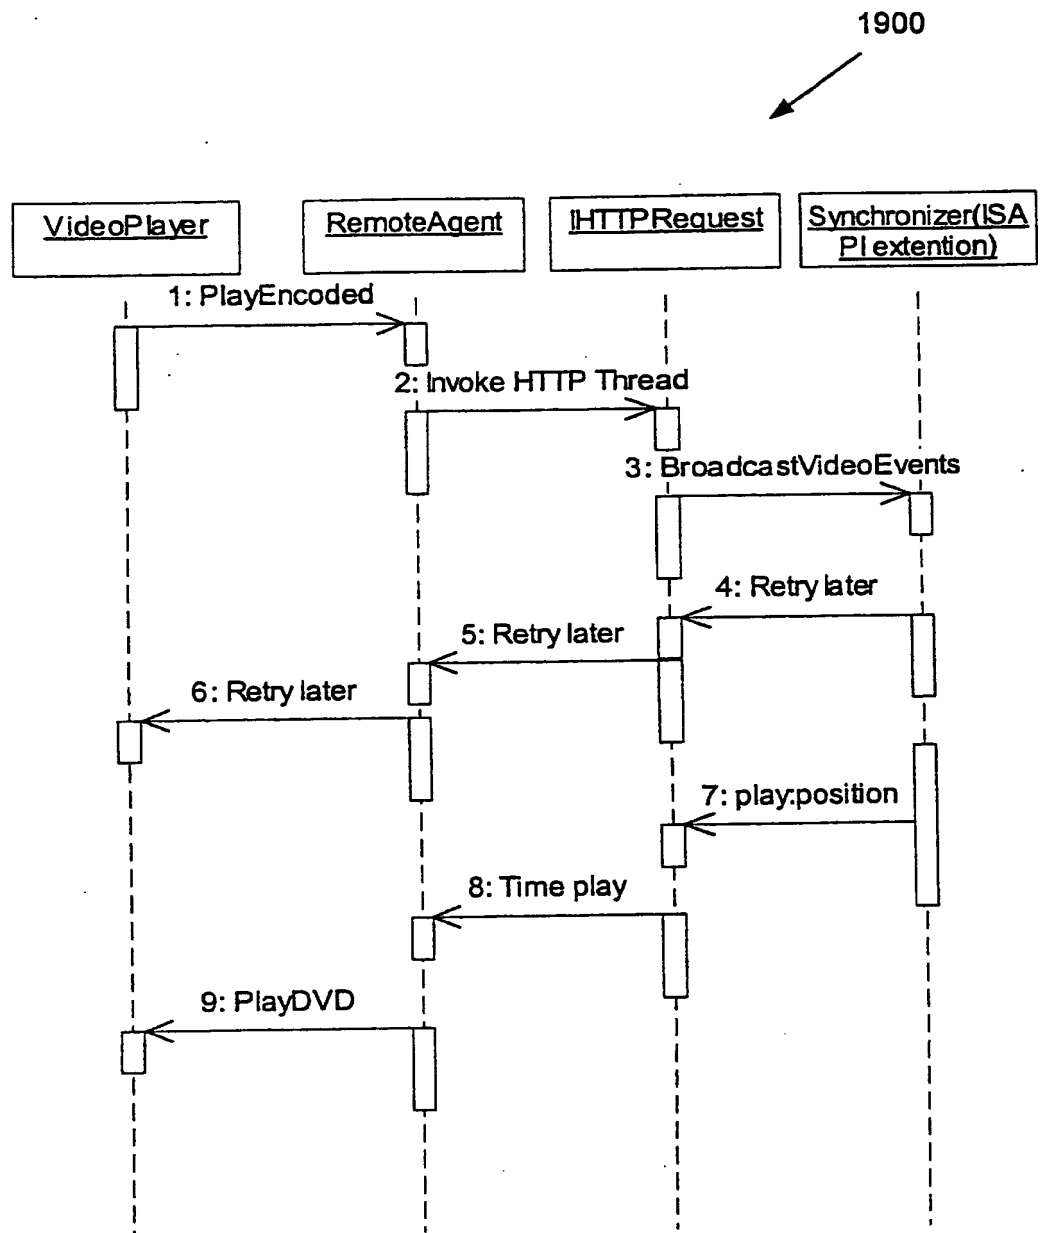 1900
VideoPlayer
RemoteAgent
IHTTPRequest
Synchronizer(ISA
PI extention)
1: PlayEncoded
2: Invoke HTTP Thread
3: BroadcastVideoEvents
4: Retry later
5: Retry later
6: Retry later
7: play:position
8: Time play
9: PlayDVD